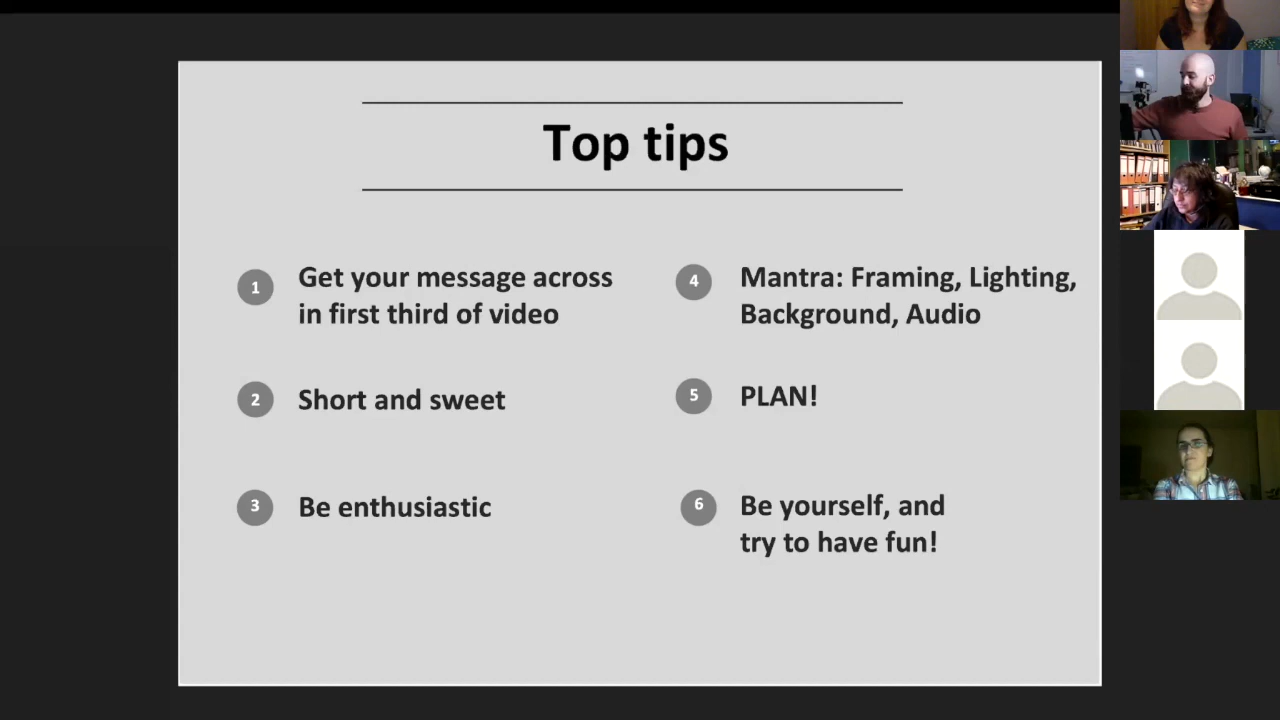 Top tips
1
Get your message across
in first third of video
2
Short and sweet
3
Be enthusiastic
4
Mantra: Framing, Lighting,
Background, Audio
5
PLAN!
6
Be yourself, and
try to have fun!